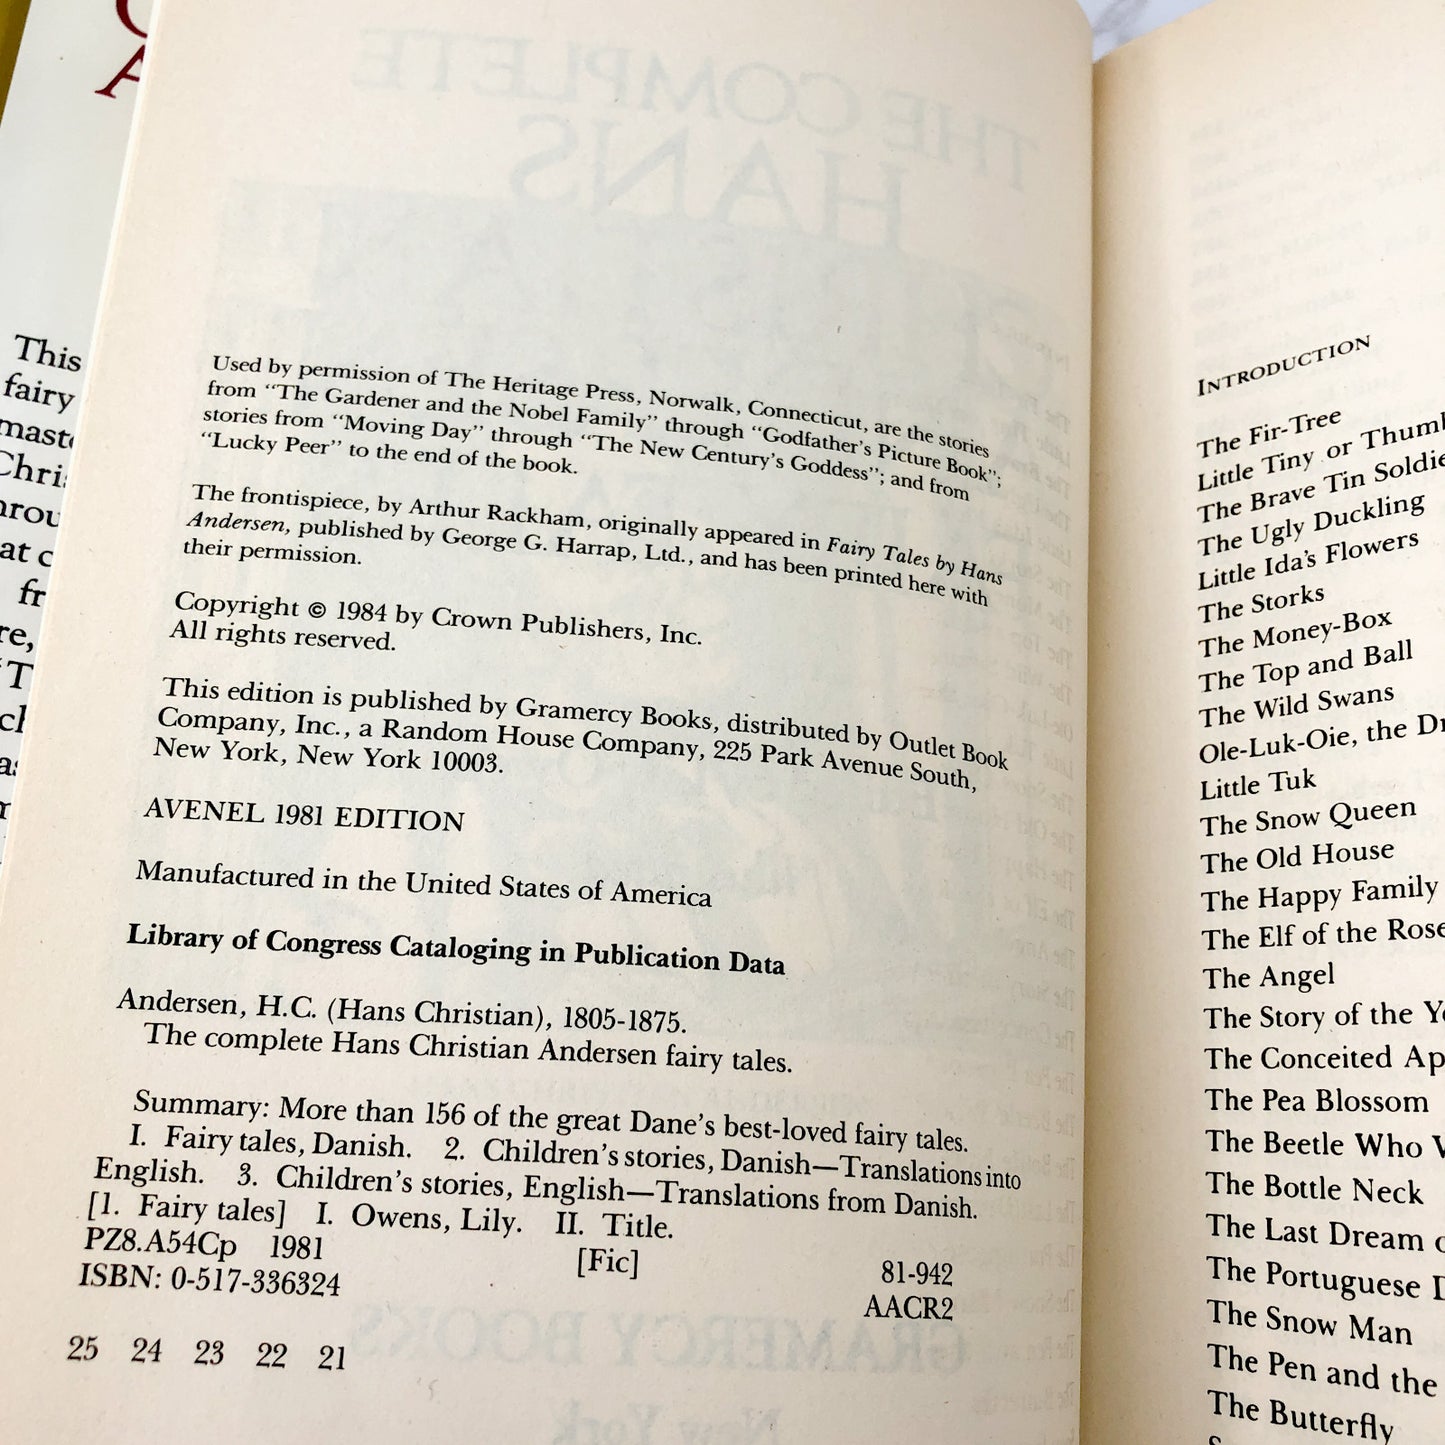 This
fairy
Used by permission of The Heritage Press, Norwalk, Connecticut, are the stories
from “The Gardener and the Nobel Family” through “Godfather’s Picture Book”;
stories from “Moving Day” through “The New Century’s Goddess”; and from
“Lucky Peer” to the end of the book.
The frontispiece, by Arthur Rackham, originally appeared in Fairy Tales by Hans
Andersen, published by George G. Harrap, Ltd., and has been printed here with
their permission.
Copyright © 1984 by Crown Publishers, Inc.
All rights reserved.
This edition is published by Gramercy Books, distributed by Outlet Book
Company, Inc., a Random House Company, 225 Park Avenue South,
New York, New York 10003.
AVENEL 1981 EDITION
Manufactured in the United States of America
Library of Congress Cataloging in Publication Data
Andersen, H.C. (Hans Christian), 1805-1875.
The complete Hans Christian Andersen fairy tales.
Summary: More than 156 of the great Dane’s best-loved fairy tales.
I. Fairy tales, Danish. 2. Children’s stories, Danish—Translations into
English. 3. Children’s stories, English—Translations from Danish.
[1. Fairy tales] I. Owens, Lily. II. Title.
PZ8.A54Cp 1981 [Fic] 81-942
ISBN: 0-517-336324 AACR2
25 24 23 22 21
INTRODUCTION
The Fir-Tree
Little Tiny or Thumb
The Brave Tin Soldie
The Ugly Duckling
Little Ida’s Flowers
The Storks
The Money-Box
The Top and Ball
The Wild Swans
Ole-Luk-Oie, the Dr
Little Tuk
The Snow Queen
The Old House
The Happy Family
The Elf of the Rose
The Angel
The Story of the Ye
The Conceited Ap
The Pea Blossom
The Beetle Who W
The Bottle Neck
The Last Dream o
The Portuguese D
The Snow Man
The Pen and the
The Butterfly